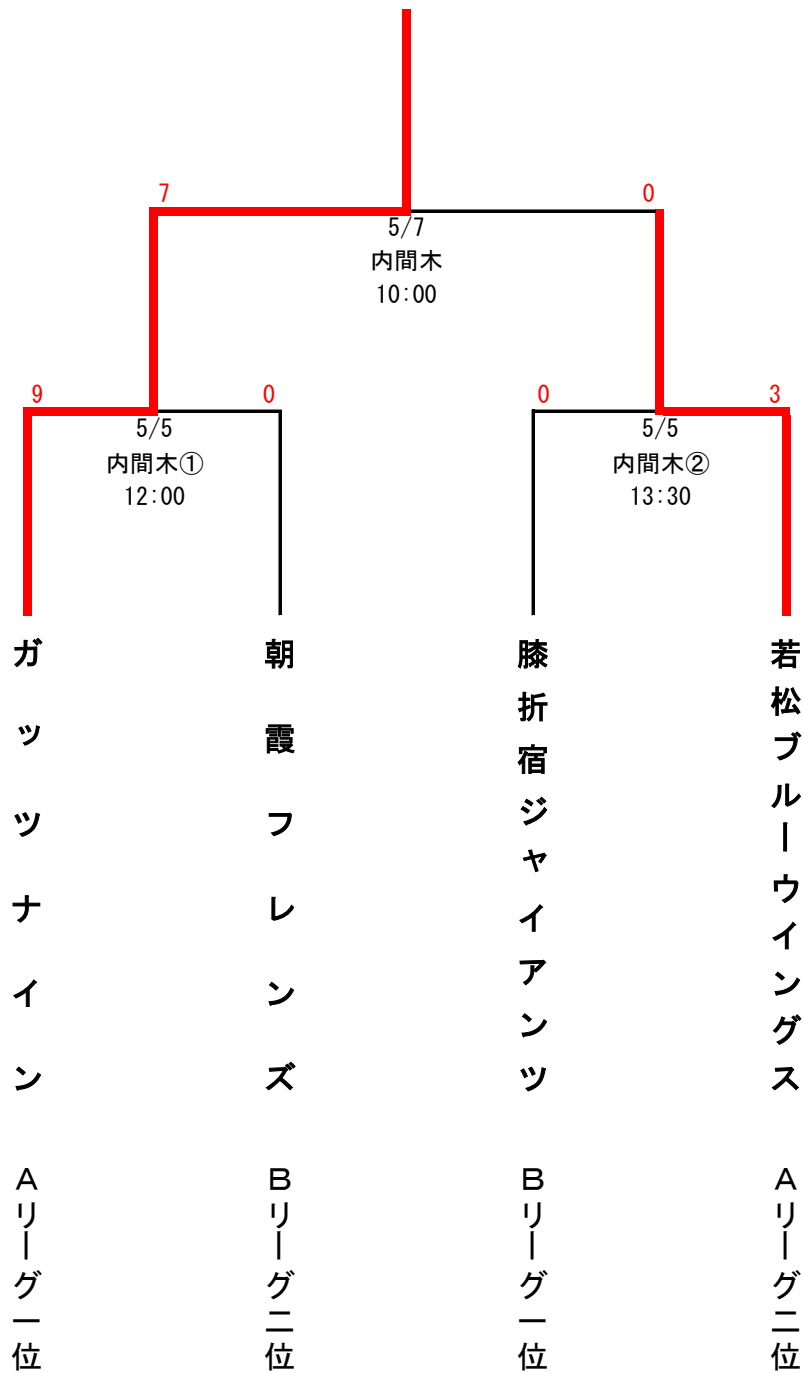 7
0
5/7
内間木
10:00
9
0
0
3
5/5
内間木①
12:00
5/5
内間木②
13:30
ガッツナイン
Aリーグ一位
朝霞フレンズ
Bリーグ二位
膝折宿ジャイアンツ
Bリーグ一位
若松ブルーウイングス
Aリーグ二位